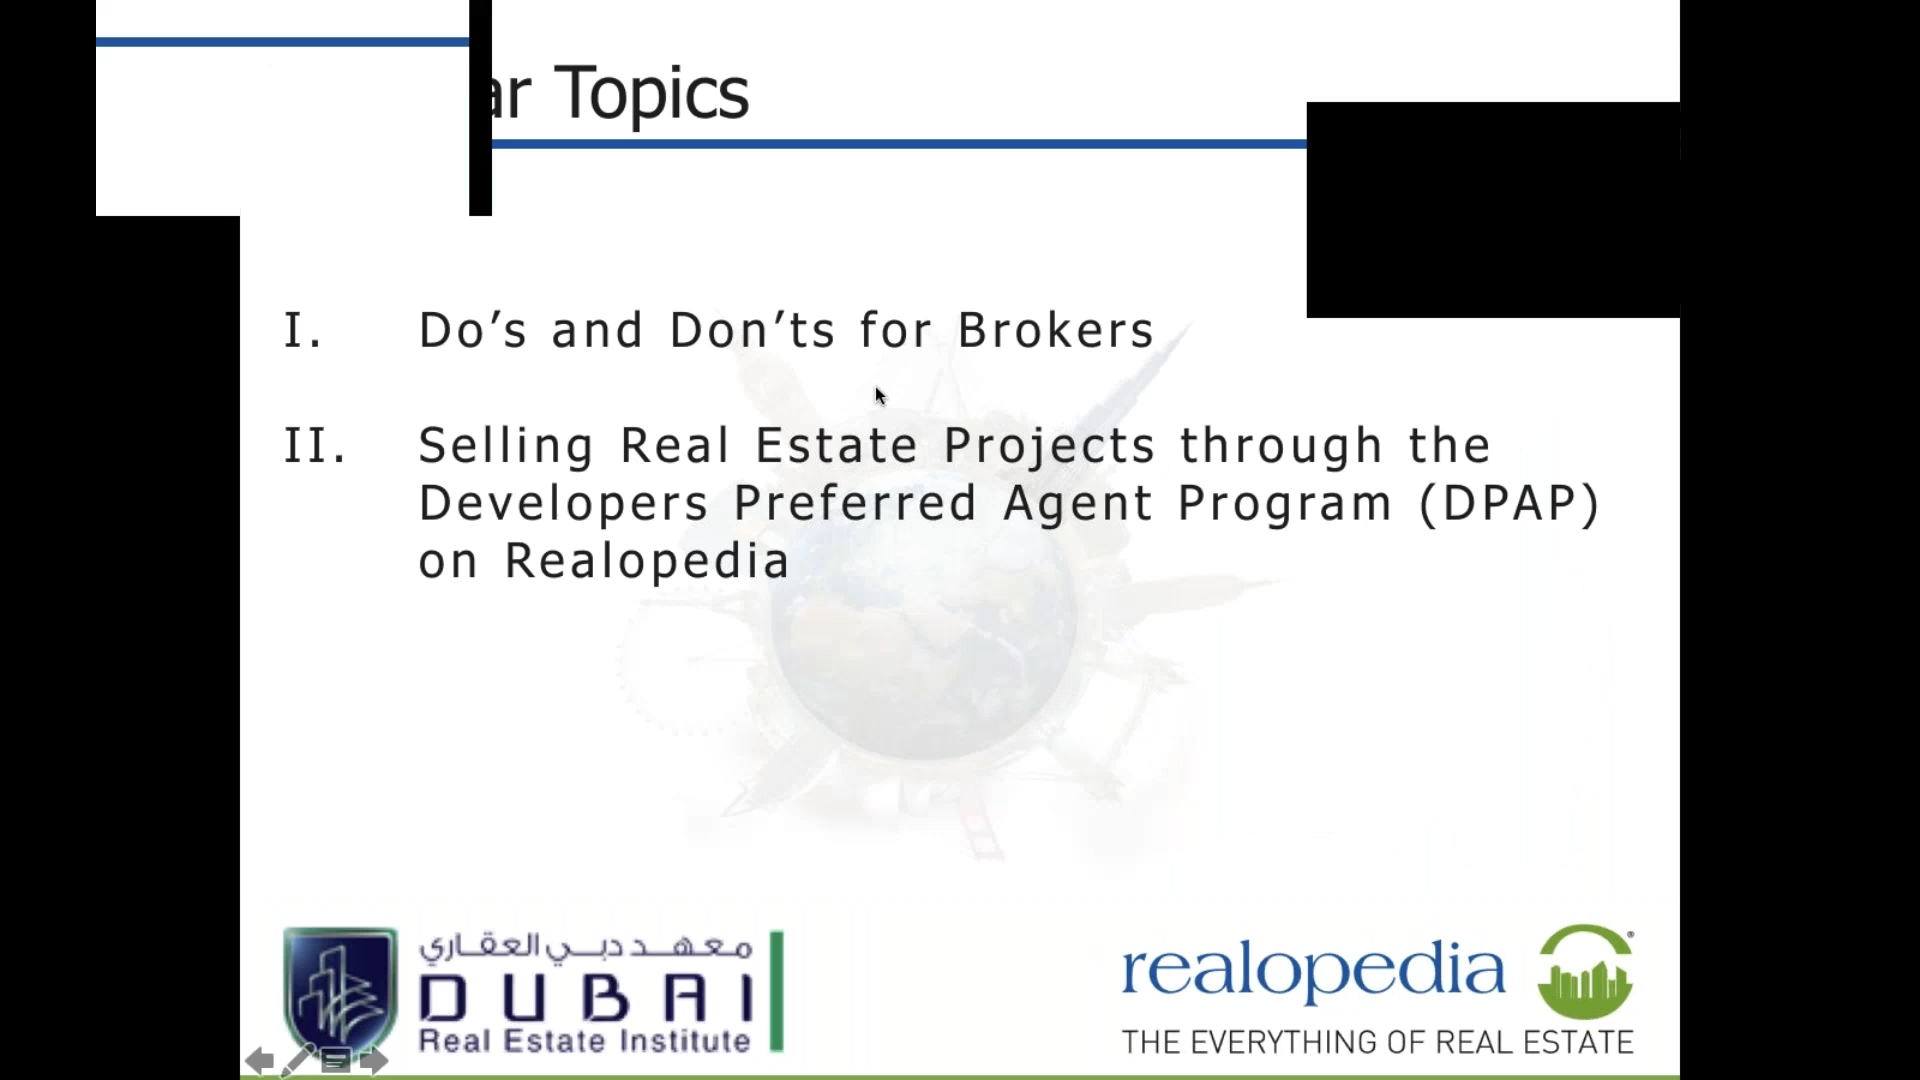 ar Topics
I. Do’s and Don’ts for Brokers
II. Selling Real Estate Projects through the
Developers Preferred Agent Program (DPAP)
on Realopedia
معهد دبي العقاري
DUBAI
Real Estate Institute
realopedia ®
THE EVERYTHING OF REAL ESTATE